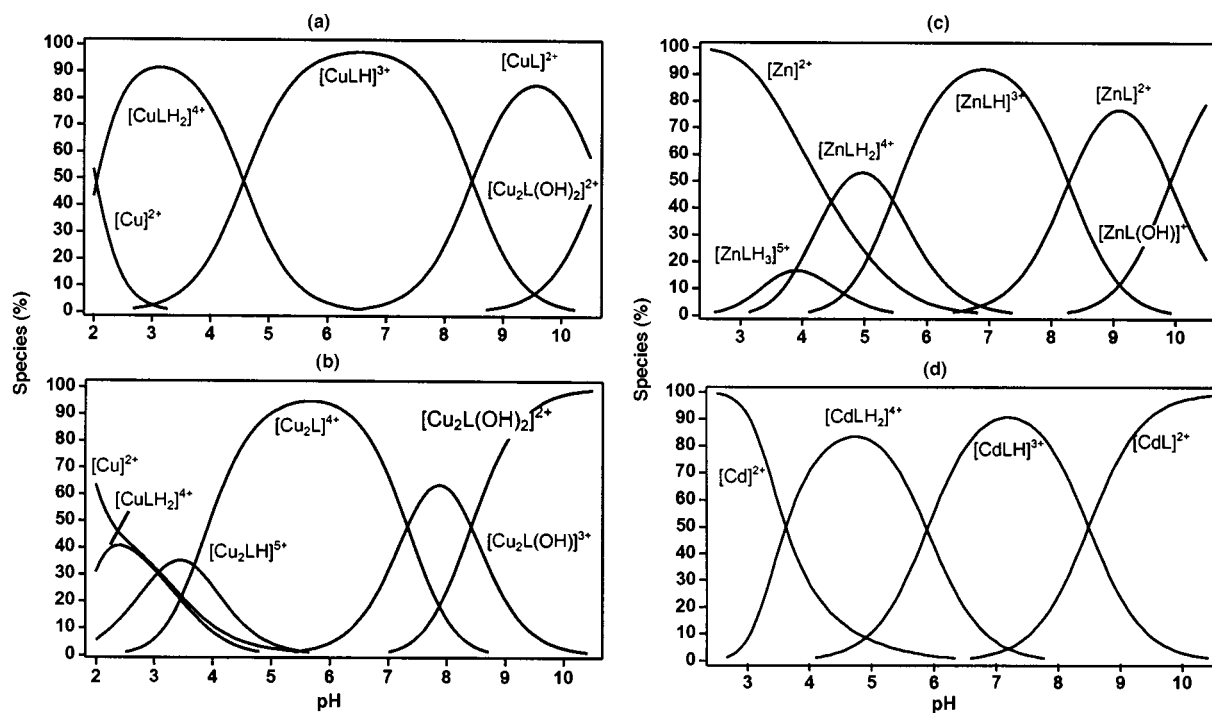 (a)
Species (%)
100
90
80
70
60
50
40
30
20
10
0
[CuLH₂]⁴⁺
[Cu]²⁺
[CuLH]³⁺
[CuL]²⁺
[Cu₂L(OH)₂]²⁺
2 3 4 5 6 7 8 9 10
(b)
100
90
80
70
60
50
40
30
20
10
0
[Cu]²⁺
[CuLH₂]⁴⁺
[Cu₂LH]⁵⁺
[Cu₂L]⁴⁺
[Cu₂L(OH)₂]²⁺
[Cu₂L(OH)]³⁺
2 3 4 5 6 7 8 9 10
pH
(c)
Species (%)
100
90
80
70
60
50
40
30
20
10
0
[Zn]²⁺
[ZnLH₃]⁵⁺
[ZnLH₂]⁴⁺
[ZnLH]³⁺
[ZnL]²⁺
[ZnL(OH)]⁺
3 4 5 6 7 8 9 10
(d)
100
90
80
70
60
50
40
30
20
10
0
[Cd]²⁺
[CdLH₂]⁴⁺
[CdLH]³⁺
[CdL]²⁺
3 4 5 6 7 8 9 10
pH